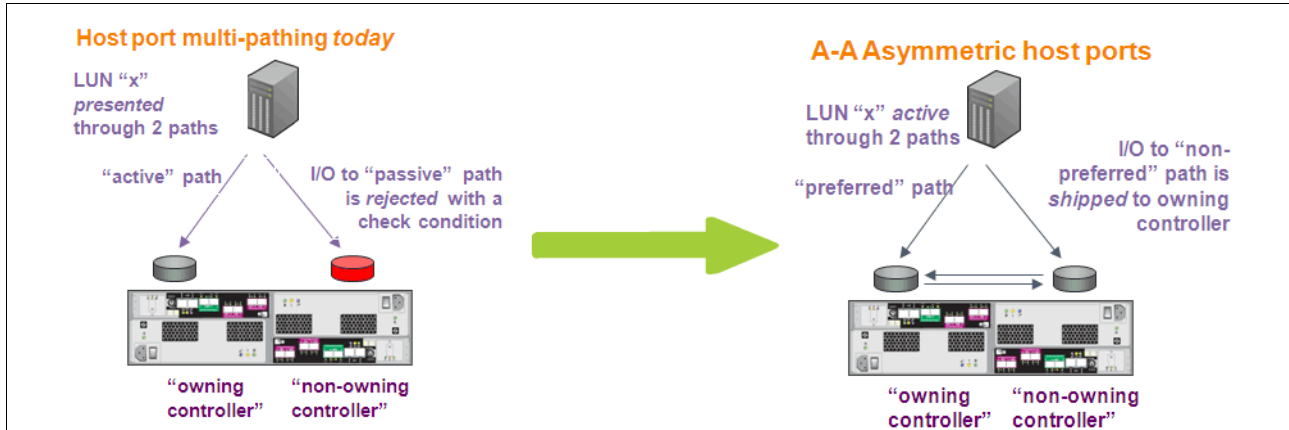 Host port multi-pathing today
LUN “x”
presented
through 2 paths
“active” path
I/O to “passive” path
is rejected with a
check condition
“owning
controller”
“non-owning
controller”
A-A Asymmetric host ports
LUN “x” active
through 2 paths
“preferred” path
I/O to “non-
preferred” path is
shipped to owning
controller
“owning
controller”
“non-owning
controller”